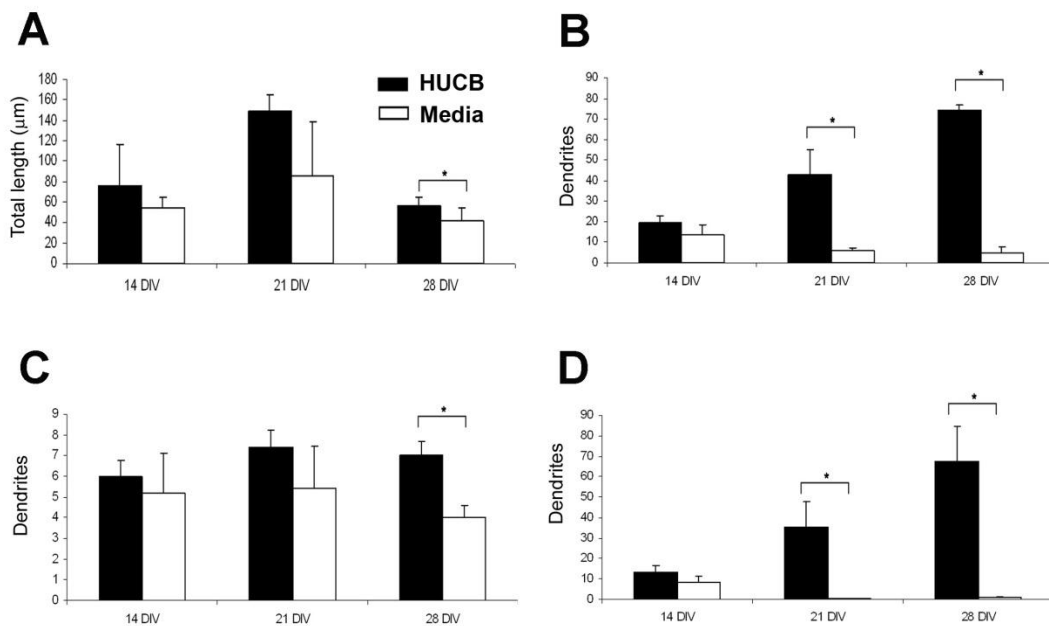 A
Total length (μm)
180
160
140
120
100
80
60
40
20
0
HUCB
Media
*
14 DIV
21 DIV
28 DIV
B
Dendrites
90
80
70
60
50
40
30
20
10
0
*
*
14 DIV
21 DIV
28 DIV
C
Dendrites
9
8
7
6
5
4
3
2
1
0
*
14 DIV
21 DIV
28 DIV
D
Dendrites
90
80
70
60
50
40
30
20
10
0
*
*
14 DIV
21 DIV
28 DIV